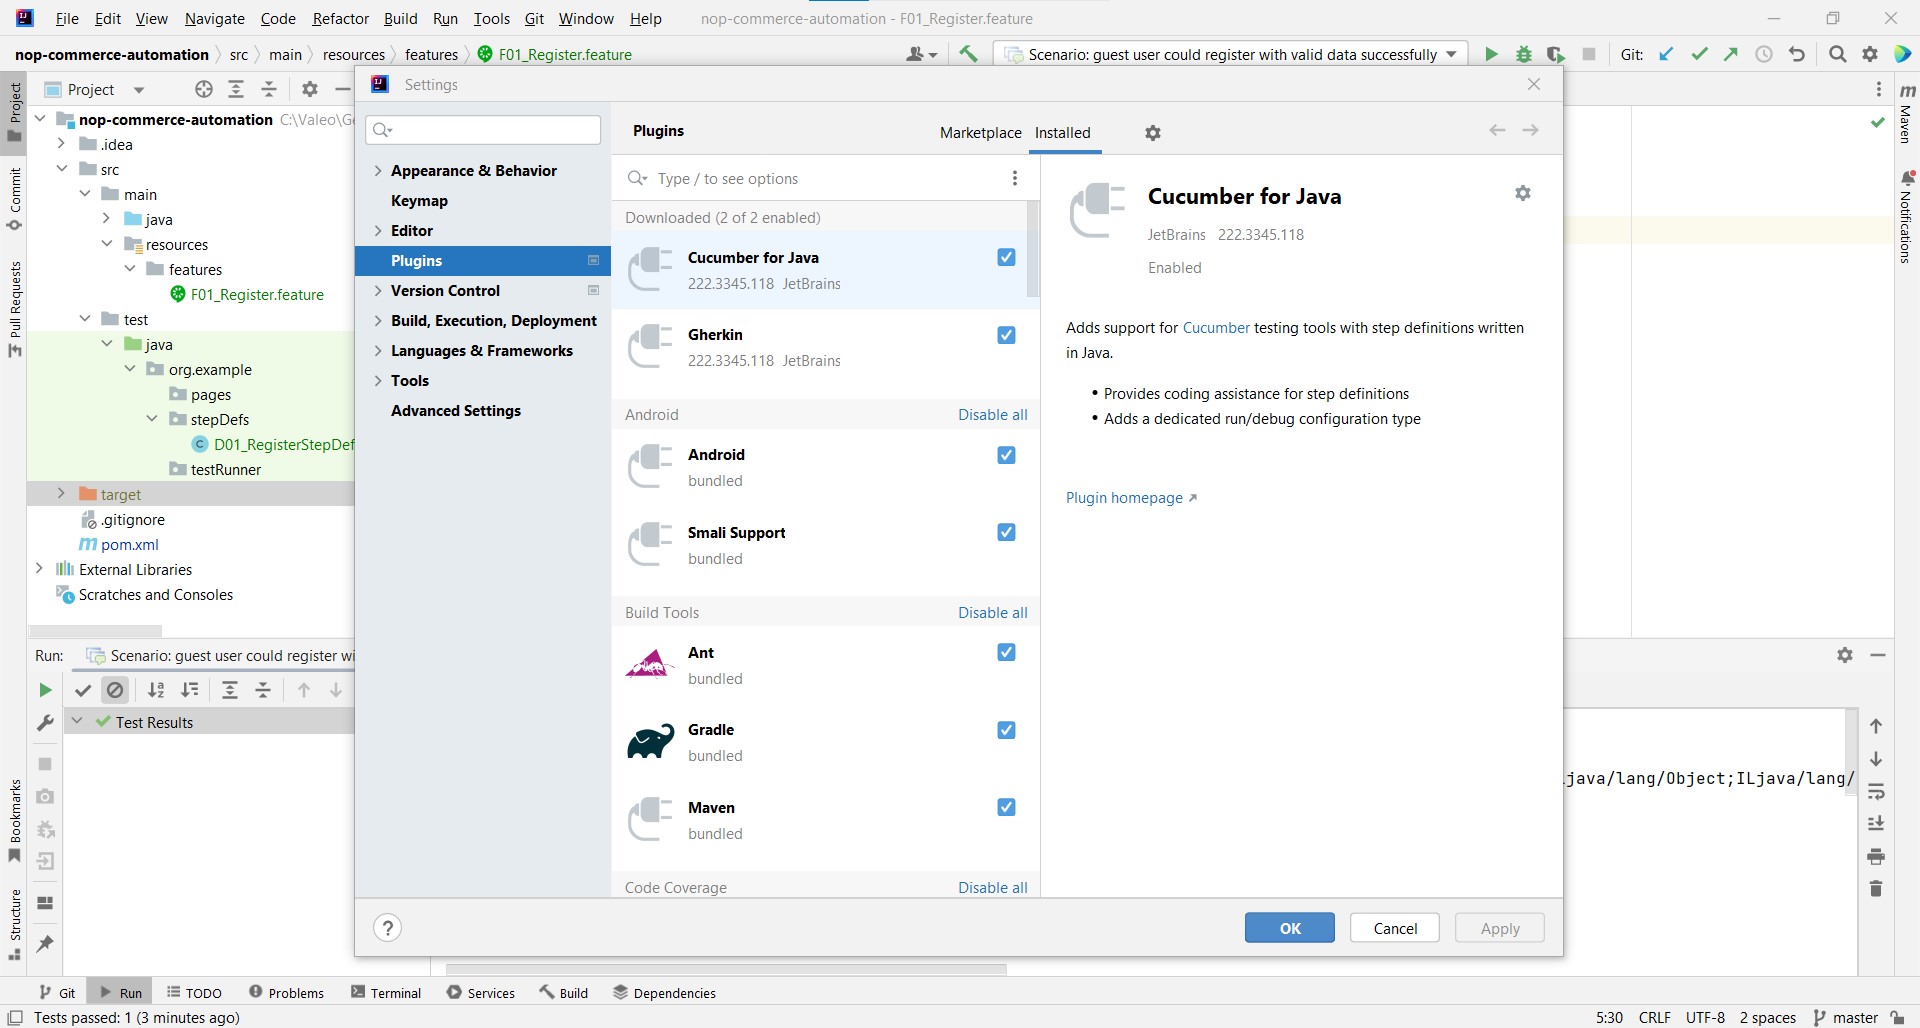 File Edit View Navigate Code Refactor Build Run Tools Git Window Help nop-commerce-automation - F01_Register.feature
nop-commerce-automation src main resources features F01_Register.feature Scenario: guest user could register with valid data successfully Git:
Project
Settings
Plugins
Marketplace Installed
Project
Commit
Pull Requests
Bookmarks
Structure
nop-commerce-automation C:\Valeo\Ge
.idea
src
main
java
resources
features
F01_Register.feature
test
java
org.example
pages
stepDefs
D01_RegisterStepDef
testRunner
target
.gitignore
pom.xml
External Libraries
Scratches and Consoles
Appearance & Behavior
Keymap
Editor
Plugins
Version Control
Build, Execution, Deployment
Languages & Frameworks
Tools
Advanced Settings
Type / to see options
Downloaded (2 of 2 enabled)
Cucumber for Java
222.3345.118 JetBrains
Gherkin
222.3345.118 JetBrains
Android Disable all
Android
bundled
Smali Support
bundled
Build Tools Disable all
Ant
bundled
Gradle
bundled
Maven
bundled
Code Coverage Disable all
Cucumber for Java
JetBrains 222.3345.118
Enabled
Adds support for Cucumber testing tools with step definitions written
in Java.
• Provides coding assistance for step definitions
• Adds a dedicated run/debug configuration type
Plugin homepage
? OK Cancel Apply
m Maven
Notifications
Run: Scenario: guest user could register wi
Test Results
java/lang/Object;ILjava/lang/
Git Run TODO Problems Terminal Services Build Dependencies
Tests passed: 1 (3 minutes ago) 5:30 CRLF UTF-8 2 spaces master